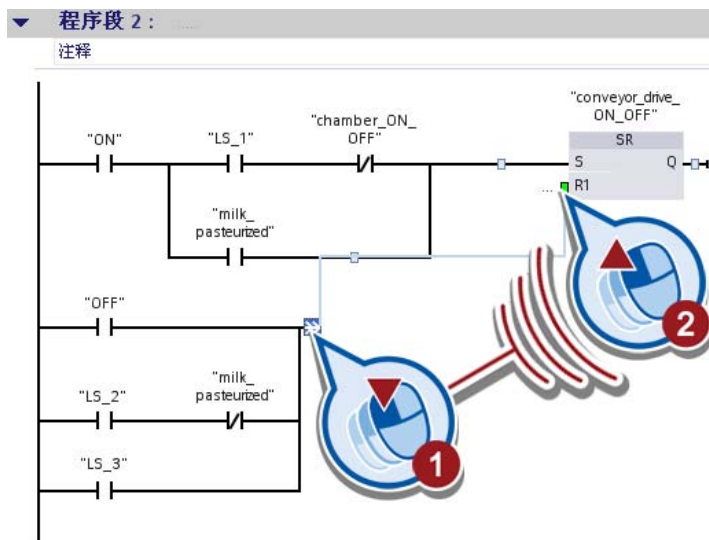 程序段 2： ......
注释
"conveyor_drive_
ON_OFF"
"chamber_ON_
OFF"
"ON"
"LS_1"
SR
S
Q
... R1
"milk_
pasteurized"
"OFF"
2
"LS_2"
"milk_
pasteurized"
1
"LS_3"